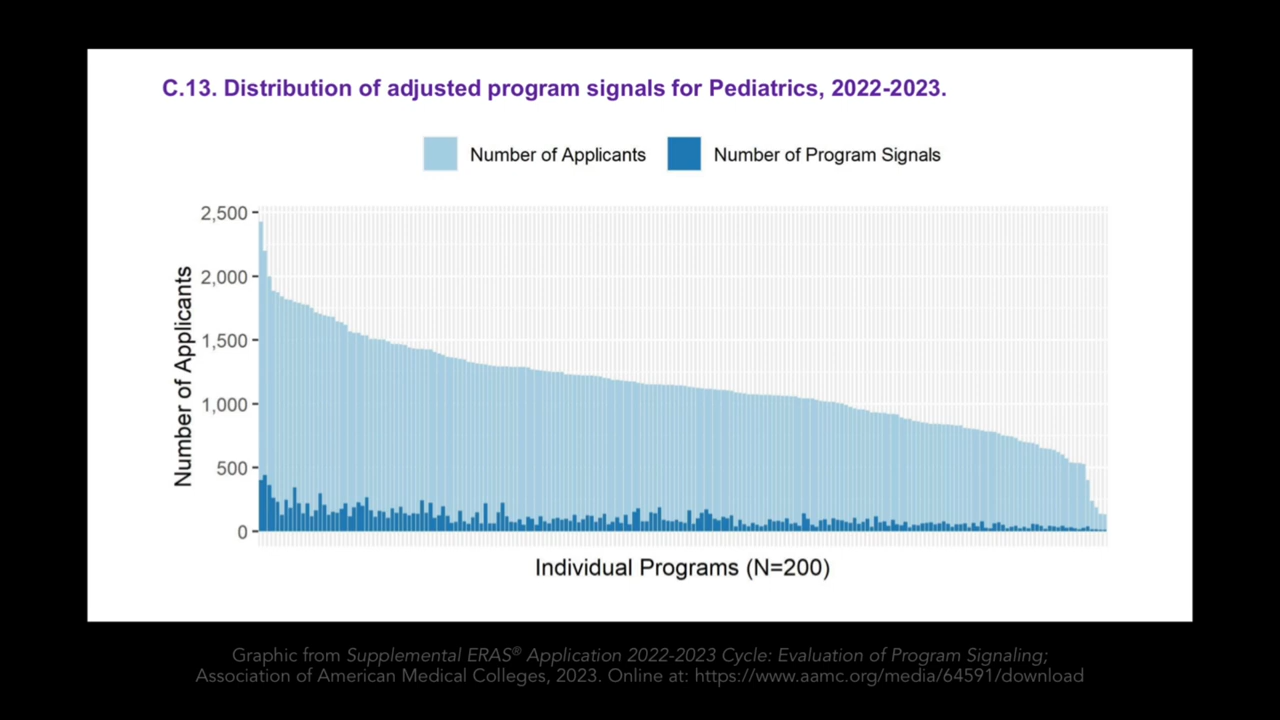 C.13. Distribution of adjusted program signals for Pediatrics, 2022-2023.
Number of Applicants
Number of Program Signals
Number of Applicants
2,500
2,000
1,500
1,000
500
0
Individual Programs (N=200)
Graphic from Supplemental ERAS® Application 2022-2023 Cycle: Evaluation of Program Signaling;
Association of American Medical Colleges, 2023. Online at: https://www.aamc.org/media/64591/download